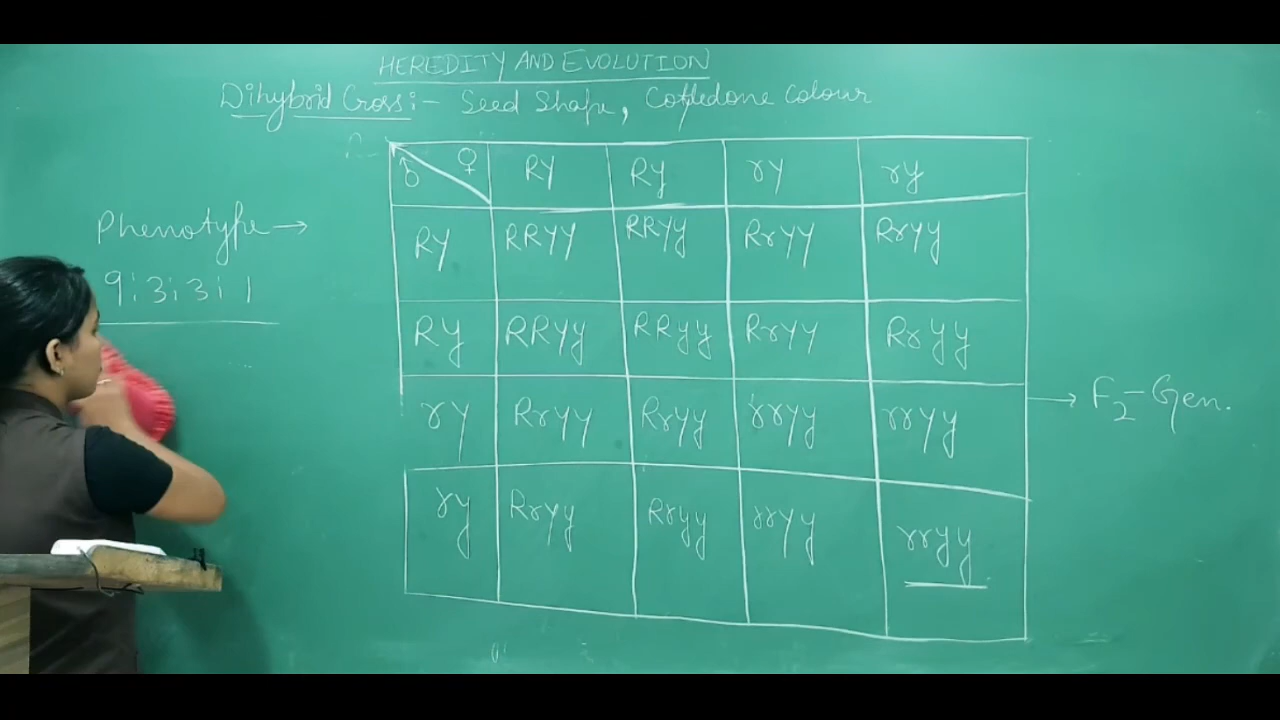 HEREDITY AND EVOLUTION
Dihybrid Cross:- Seed Shape, Cotyledone Colour
♂ ♀ RY Ry rY ry
Phenotype →
9:3:3:1
RY RRYY RRYy RrYY RrYy
Ry RRYy RRyy RrYy Rryy
rY RrYY RrYy rrYy rrYy
ry RrYy Rryy rrYy rryy
→ F2-Gen.